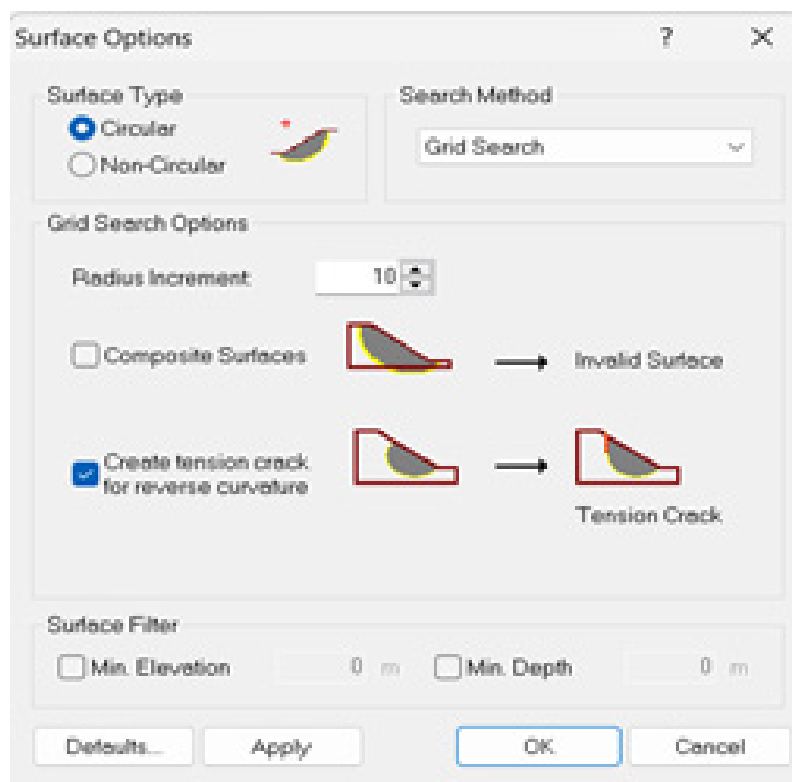 Surface Options
?
Surface Type
Circular
Non-Circular
Search Method
Grid Search
Grid Search Options
Radius Increment
10
Composite Surfaces
Invalid Surface
Create tension crack
for reverse curvature
Tension Crack
Surface Filter
Min. Elevation
0 m
Min. Depth
0 m
Defaults...
Apply
OK
Cancel